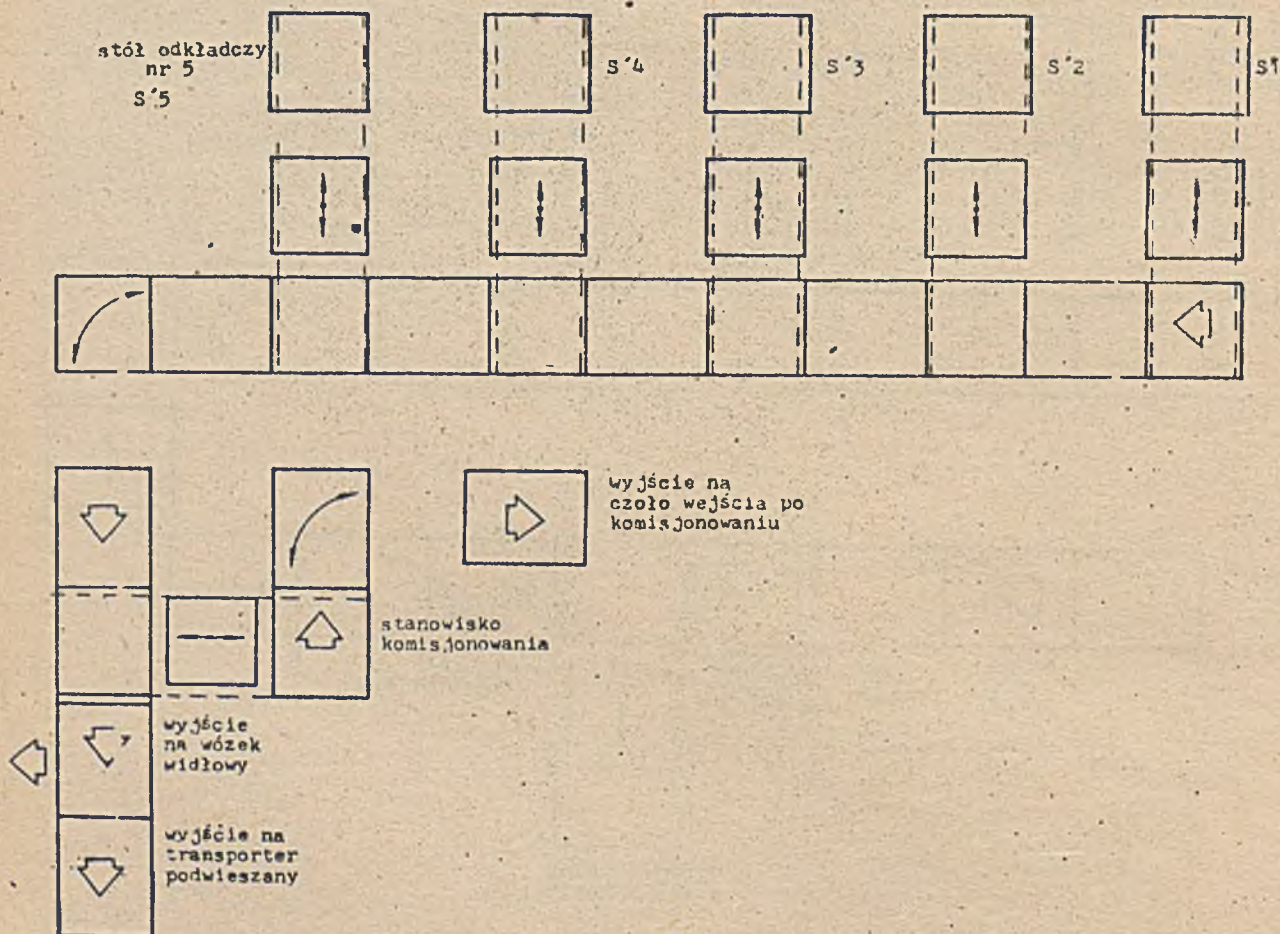 stół odkładczy
nr 5
S´5
S´4
S´3
S´2
S1
wyjście na
czoło wejścia po
komisjonowaniu
stanowisko
komisjonowania
wyjście
na wózek
widłowy
wyjście na
transporter
podwieszany